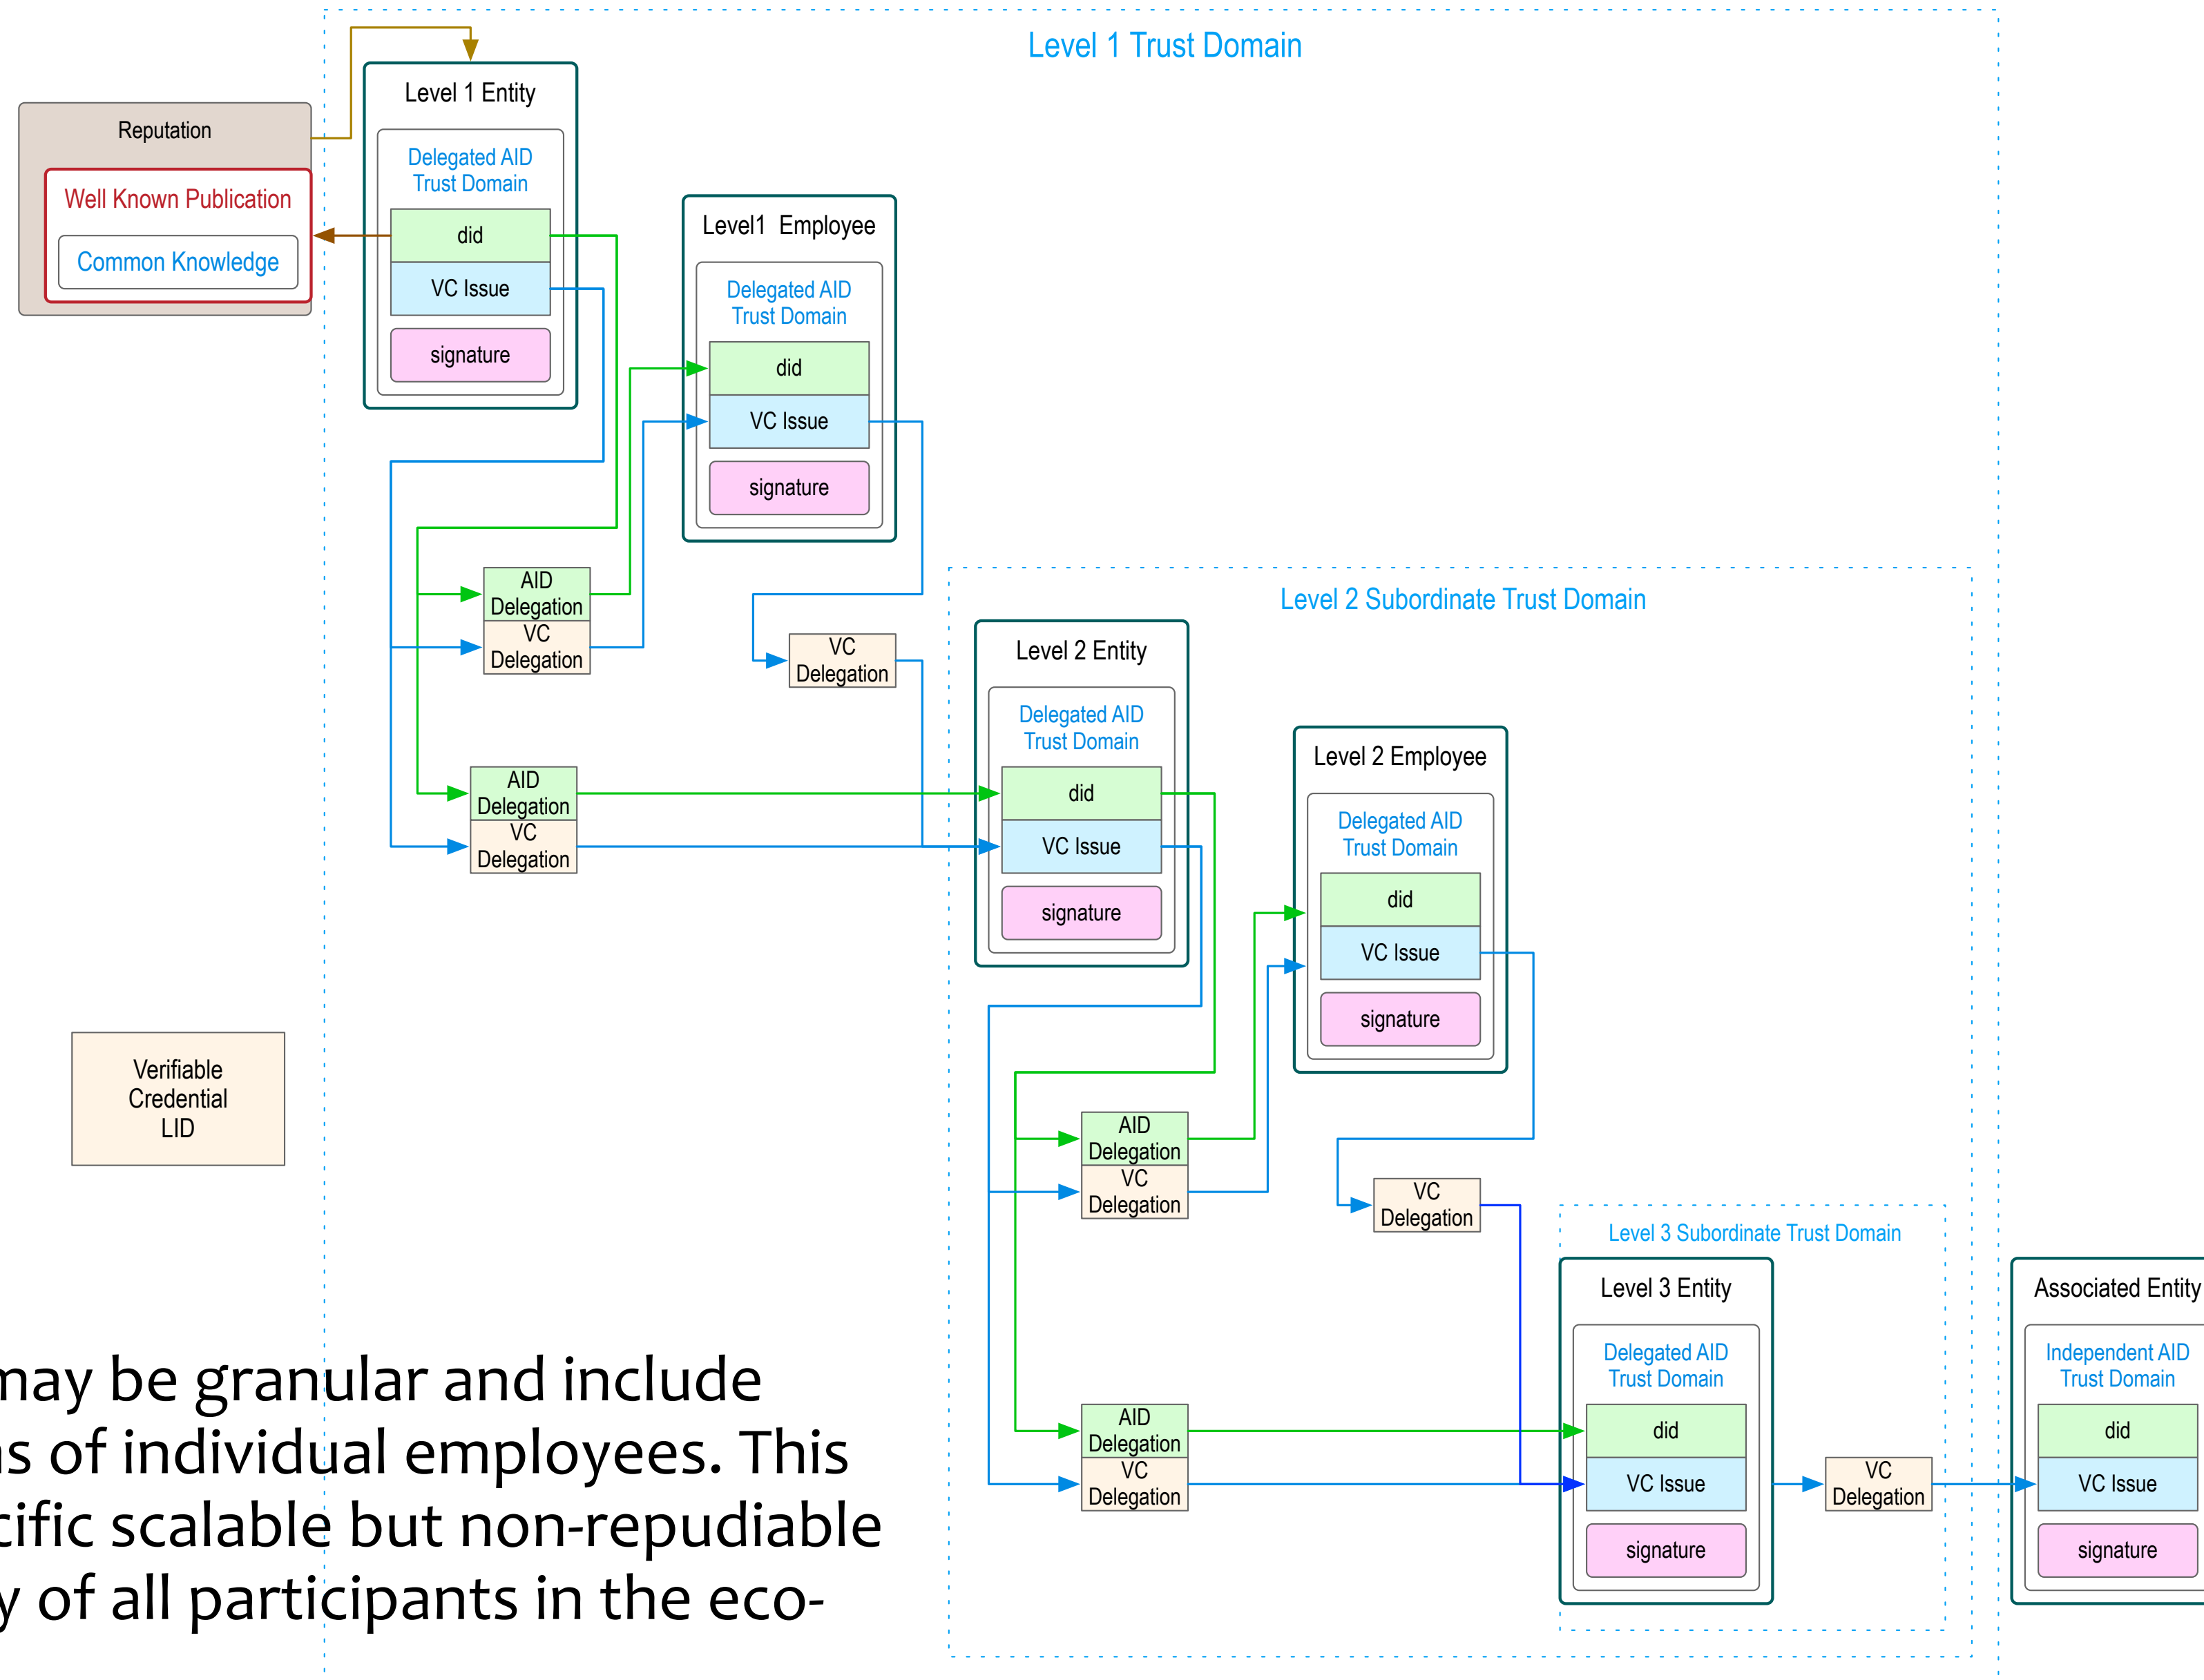 Level 1 Trust Domain
Reputation
Well Known Publication
Common Knowledge
Level 1 Entity
Delegated AID
Trust Domain
did
VC Issue
signature
Level1  Employee
Delegated AID
Trust Domain
did
VC Issue
signature
AID
Delegation
VC
Delegation
VC
Delegation
AID
Delegation
VC
Delegation
Level 2 Subordinate Trust Domain
Level 2 Entity
Delegated AID
Trust Domain
did
VC Issue
signature
Level 2 Employee
Delegated AID
Trust Domain
did
VC Issue
signature
Verifiable
Credential
LID
AID
Delegation
VC
Delegation
VC
Delegation
AID
Delegation
VC
Delegation
Level 3 Subordinate Trust Domain
Level 3 Entity
Delegated AID
Trust Domain
did
VC Issue
signature
VC
Delegation
Associated Entity
Independent AID
Trust Domain
did
VC Issue
signature
may be granular and include
of individual employees. This
scalable but non-repudiable
of all participants in the eco-